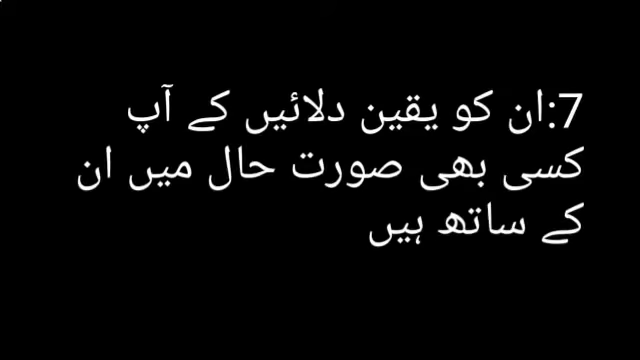 7:ان کو یقین دلائیں کے آپ
کسی بھی صورت حال میں ان
کے ساتھ ہیں